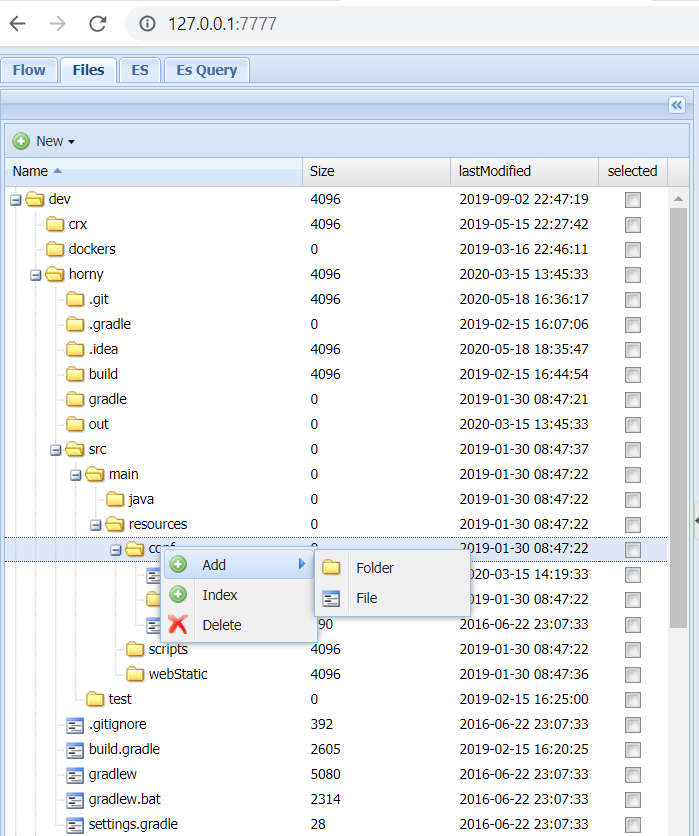 127.0.0.1:7777
Flow Files ES Es Query
New
Name Size lastModified selected
dev 4096 2019-09-02 22:47:19
crx 4096 2019-05-15 22:27:42
dockers 0 2019-03-16 22:46:11
horny 4096 2020-03-15 13:45:33
.git 4096 2020-05-18 16:36:17
.gradle 0 2019-02-15 16:07:06
.idea 4096 2020-05-18 18:35:47
build 4096 2019-02-15 16:44:54
gradle 0 2019-01-30 08:47:21
out 0 2020-03-15 13:45:33
src 0 2019-01-30 08:47:37
main 0 2019-01-30 08:47:22
java 0 2019-01-30 08:47:22
resources 0 2019-01-30 08:47:22
2019-01-30 08:47:22
Add Folder 2020-03-15 14:19:33
Index File 2019-01-30 08:47:22
Delete 90 2016-06-22 23:07:33
scripts 4096 2019-01-30 08:47:22
webStatic 4096 2019-01-30 08:47:36
test 0 2019-02-15 16:25:00
.gitignore 392 2016-06-22 23:07:33
build.gradle 2605 2019-02-15 16:20:25
gradlew 5080 2016-06-22 23:07:33
gradlew.bat 2314 2016-06-22 23:07:33
settings.gradle 28 2016-06-22 23:07:33